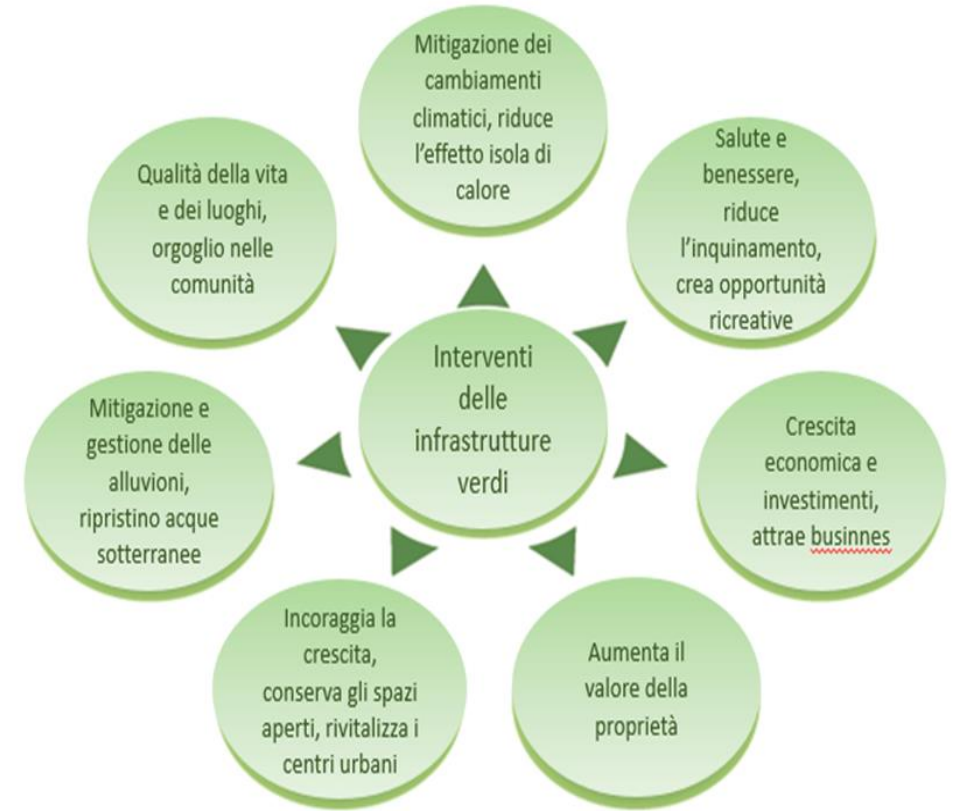 Mitigazione dei
cambiamenti
climatici, riduce
l'effetto isola di
calore
Salute e
benessere,
riduce
l'inquinamento,
crea opportunità
ricreative
Crescita
economica e
investimenti,
attrae businnes
Aumenta il
valore della
proprietà
Incoraggia la
crescita,
conserva gli spazi
aperti, rivitalizza i
centri urbani
Mitigazione e
gestione delle
alluvioni,
ripristino acque
sotterranee
Qualità della vita
e dei luoghi,
orgoglio nelle
comunità
Interventi
delle
infrastrutture
verdi